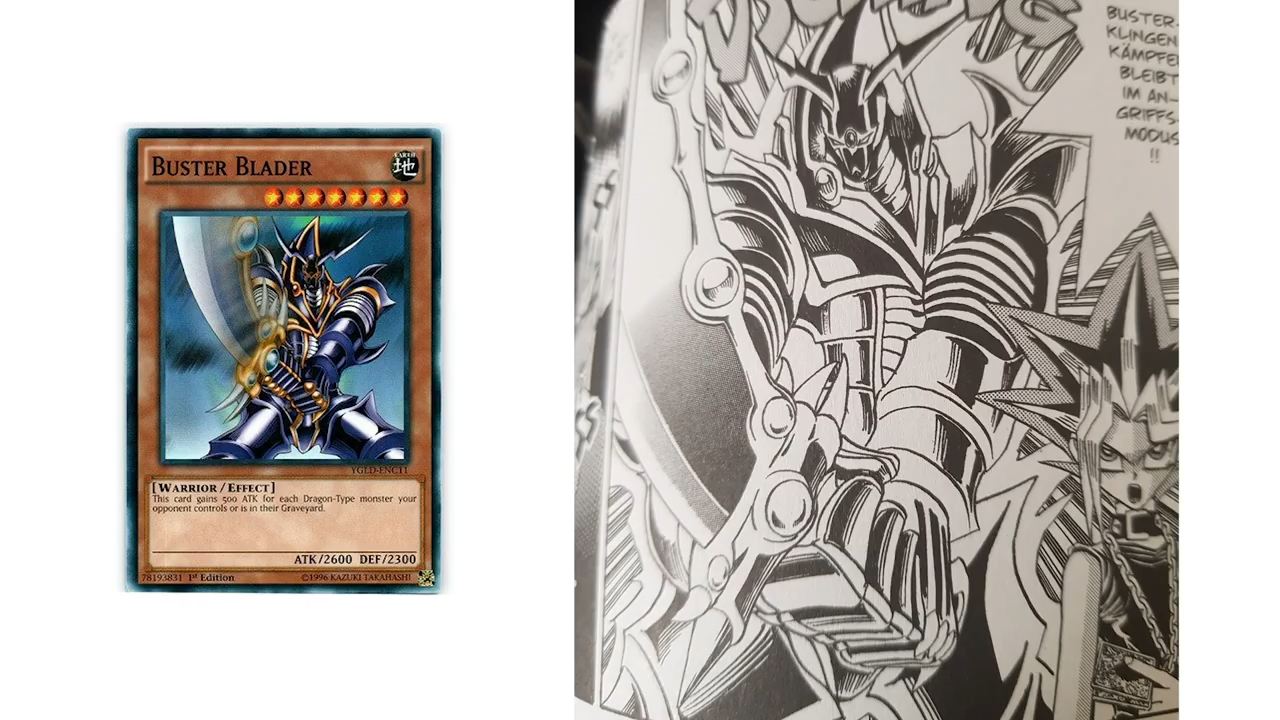 BUSTER BLADER
EARTH
地
YGLD-ENC11
[WARRIOR/EFFECT]
This card gains 500 ATK for each Dragon-Type monster your
opponent controls or is in their Graveyard.
ATK/2600 DEF/2300
78193831 1st Edition
©1996 KAZUKI TAKAHASHI
BUSTER-
KLINGEN
KÄMPFE
BLEIBT
IM AN-
GRIFFS-
MODUS
!!